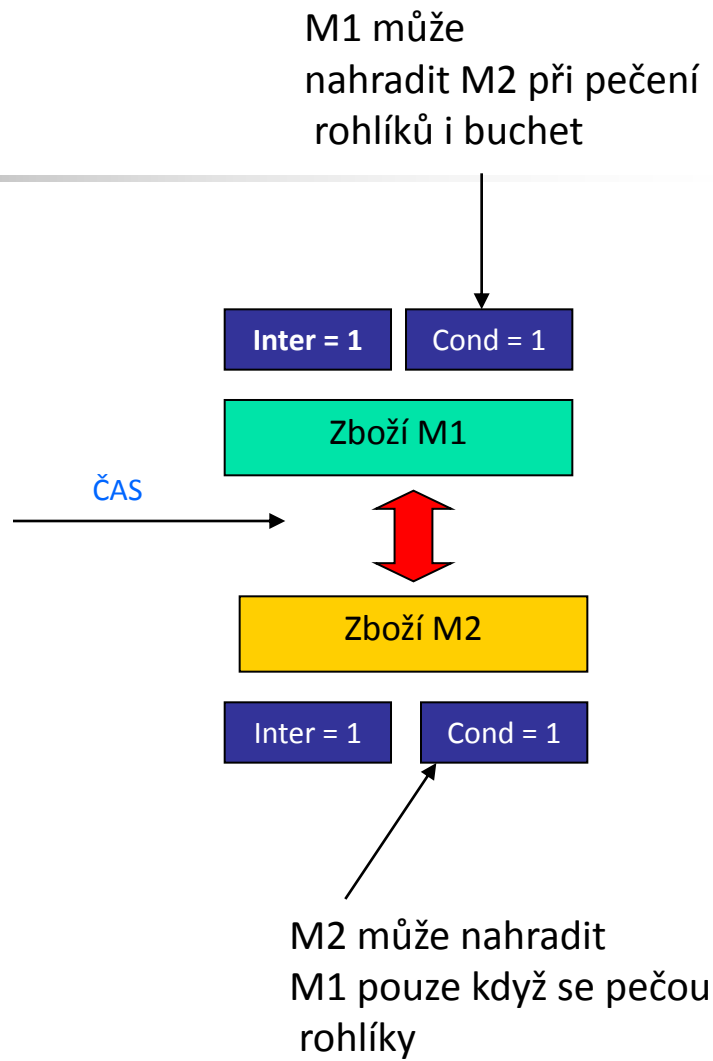 M1 může
nahradit M2 při pečení
rohlíků i buchet
Inter = 1
Cond = 1
Zboží M1
ČAS
Zboží M2
Inter = 1
Cond = 1
M2 může nahradit
M1 pouze když se pečou
rohlíky